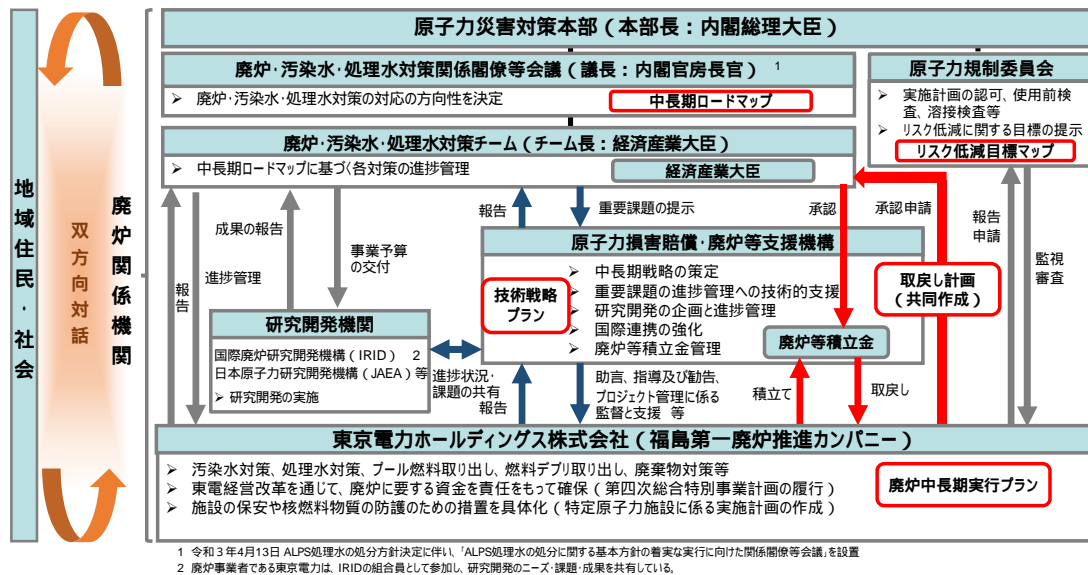 原子力災害対策本部(本部長:内閣総理大臣)
廃炉・汚染水・処理水対策関係閣僚等会議(議長:内閣官房長官) 1
➢ 廃炉・汚染水・処理水対策の対応の方向性を決定
中長期ロードマップ
原子力規制委員会
➢ 実施計画の認可、使用前検
査、溶接検査等
➢ リスク低減に関する目標の提示
リスク低減目標マップ
廃炉・汚染水・処理水対策チーム(チーム長:経済産業大臣)
➢ 中長期ロードマップに基づく各対策の進捗管理
経済産業大臣
地域住民・社会
双方向対話
廃炉関係機関
報告
進捗管理
成果の報告
事業予算
の交付
報告
重要課題の提示
承認
承認申請
報告
申請
監視
審査
原子力損害賠償・廃炉等支援機構
➢ 中長期戦略の策定
➢ 重要課題の進捗管理への技術的支援
➢ 研究開発の企画と進捗管理
➢ 国際連携の強化
➢ 廃炉等積立金管理
技術戦略
プラン
廃炉等積立金
取戻し計画
(共同作成)
研究開発機関
国際廃炉研究開発機構(IRID) 2
日本原子力研究開発機構(JAEA)等
➢ 研究開発の実施
進捗状況・
課題の共有
報告
助言、指導及び勧告、
プロジェクト管理に係る
監督と支援 等
積立て
取戻し
東京電力ホールディングス株式会社(福島第一廃炉推進カンパニー)
➢ 汚染水対策、処理水対策、プール燃料取り出し、燃料デブリ取り出し、廃棄物対策等
➢ 東電経営改革を通じて、廃炉に要する資金を責任をもって確保(第四次総合特別事業計画の履行)
➢ 施設の保安や核燃料物質の防護のための措置を具体化(特定原子力施設に係る実施計画の作成)
廃炉中長期実行プラン
1 令和3年4月13日 ALPS処理水の処分方針決定に伴い、「ALPS処理水の処分に関する基本方針の着実な実行に向けた関係閣僚等会議」を設置
2 廃炉事業者である東京電力は、IRIDの組合員として参加し、研究開発のニーズ・課題・成果を共有している。